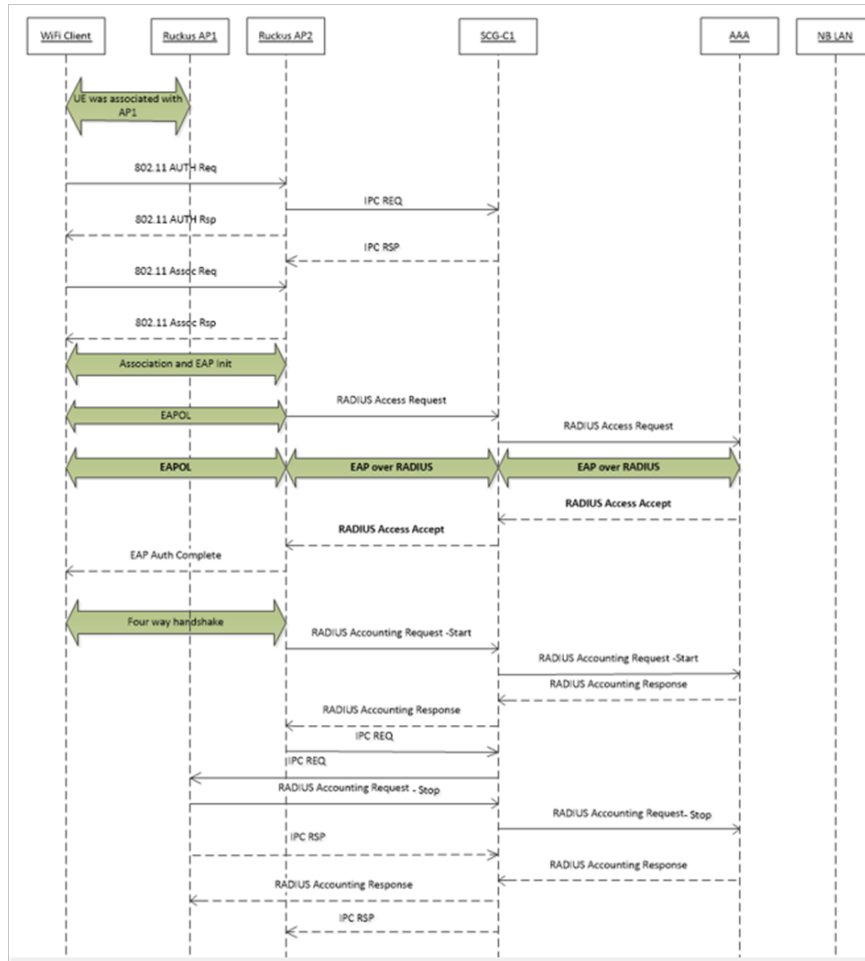 WiFi Client
Ruckus AP1
Ruckus AP2
SCG-C1
AAA
NB LAN
UE was associated with
AP1
802.11 AUTH Req
IPC REQ
802.11 AUTH Rsp
IPC RSP
802.11 Assoc Req
802.11 Assoc Rsp
Association and EAP Init
RADIUS Access Request
EAPOL
RADIUS Access Request
EAPOL
EAP over RADIUS
EAP over RADIUS
RADIUS Access Accept
RADIUS Access Accept
EAP Auth Complete
Four way handshake
RADIUS Accounting Request -Start
RADIUS Accounting Request -Start
RADIUS Accounting Response
RADIUS Accounting Response
IPC REQ
IPC REQ
RADIUS Accounting Request - Stop
RADIUS Accounting Request- Stop
IPC RSP
RADIUS Accounting Response
RADIUS Accounting Response
IPC RSP